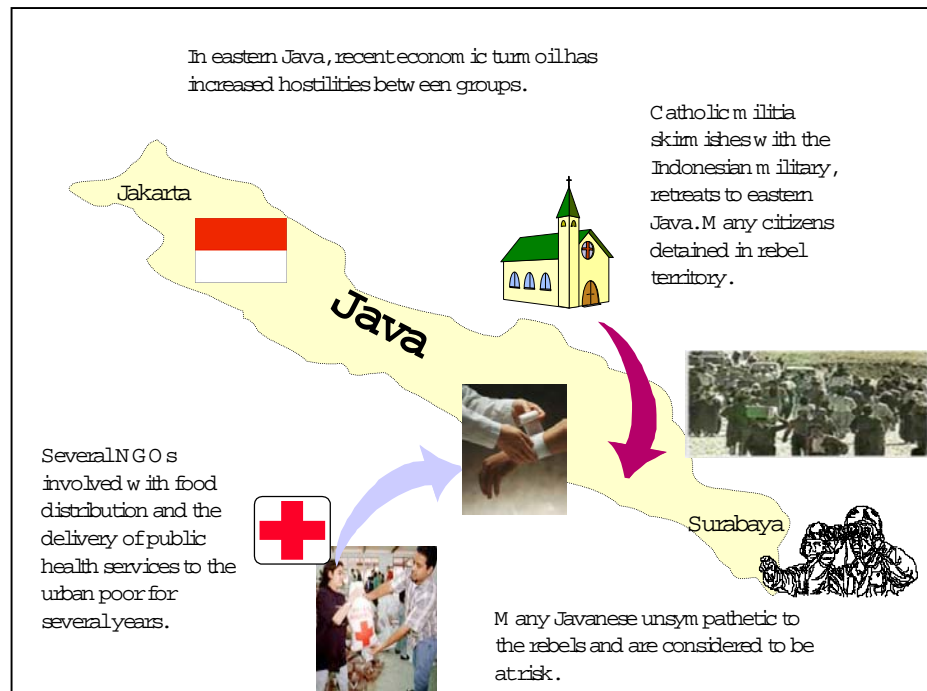 In eastern Java, recent economic turmoil has
increased hostilities between groups.
Catholic militia
skirmishes with the
Indonesian military,
retreats to eastern
Java. Many citizens
detained in rebel
territory.
Jakarta
Java
Several NGOs
involved with food
distribution and the
delivery of public
health services to the
urban poor for
several years.
Surabaya
Many Javanese unsympathetic to
the rebels and are considered to be
at risk.